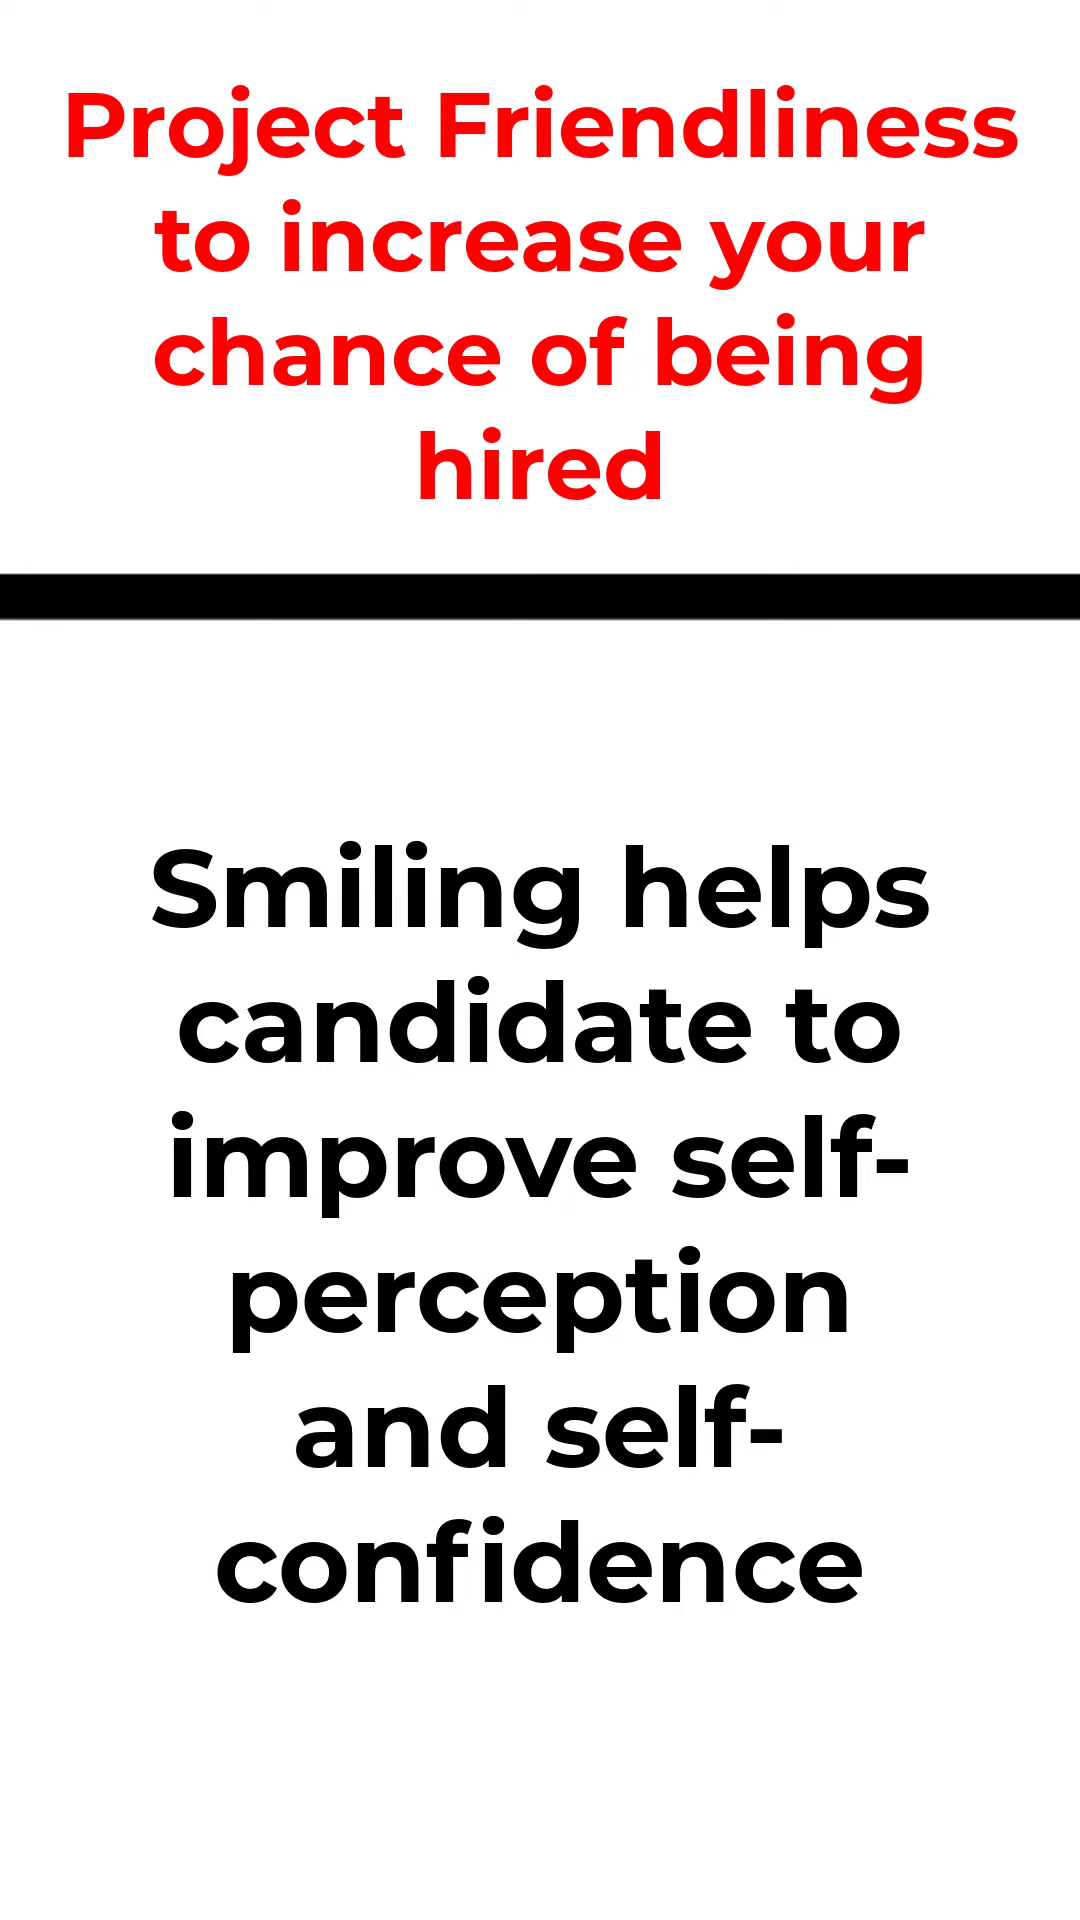 Project Friendliness
to increase your
chance of being
hired
Smiling helps
candidate to
improve self-
perception
and self-
confidence